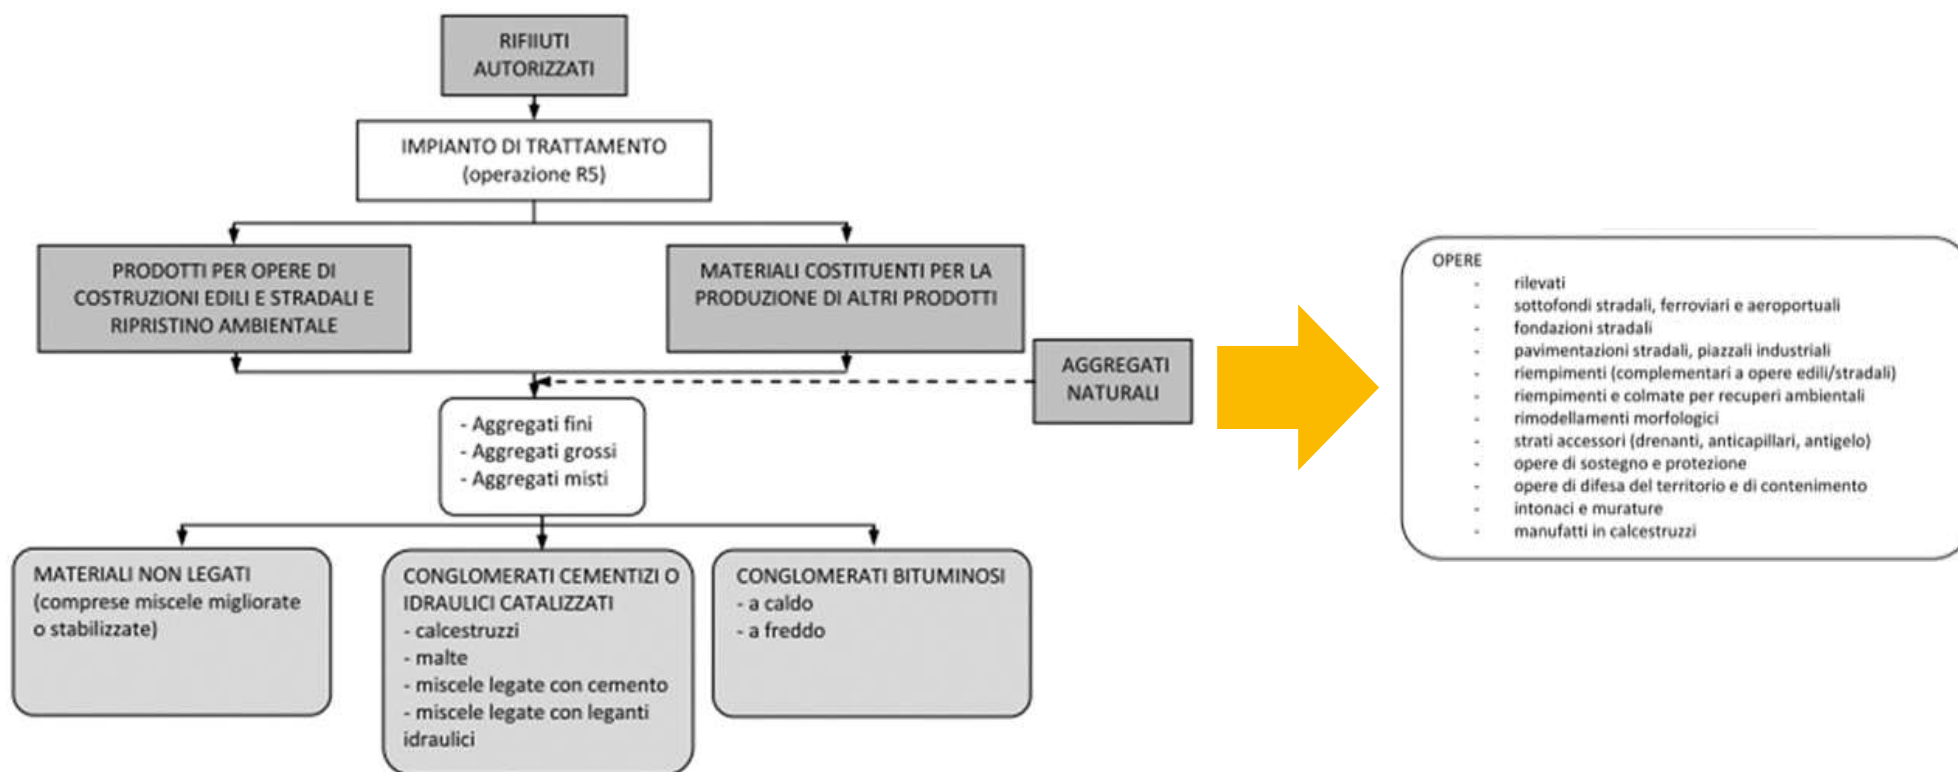 RIFIIUTI
AUTORIZZATI
IMPIANTO DI TRATTAMENTO
(operazione R5)
PRODOTTI PER OPERE DI
COSTRUZIONI EDILI E STRADALI E
RIPRISTINO AMBIENTALE
MATERIALI COSTITUENTI PER LA
PRODUZIONE DI ALTRI PRODOTTI
AGGREGATI
NATURALI
- Aggregati fini
- Aggregati grossi
- Aggregati misti
MATERIALI NON LEGATI
(comprese miscele migliorate
o stabilizzate)
CONGLOMERATI CEMENTIZI O
IDRAULICI CATALIZZATI
- calcestruzzi
- malte
- miscele legate con cemento
- miscele legate con leganti
idraulici
CONGLOMERATI BITUMINOSI
- a caldo
- a freddo
OPERE
- rilevati
- sottofondi stradali, ferroviari e aeroportuali
- fondazioni stradali
- pavimentazioni stradali, piazzali industriali
- riempimenti (complementari a opere edili/stradali)
- riempimenti e colmate per recuperi ambientali
- rimodellamenti morfologici
- strati accessori (drenanti, anticapillari, antigelo)
- opere di sostegno e protezione
- opere di difesa del territorio e di contenimento
- intonaci e murature
- manufatti in calcestruzzi